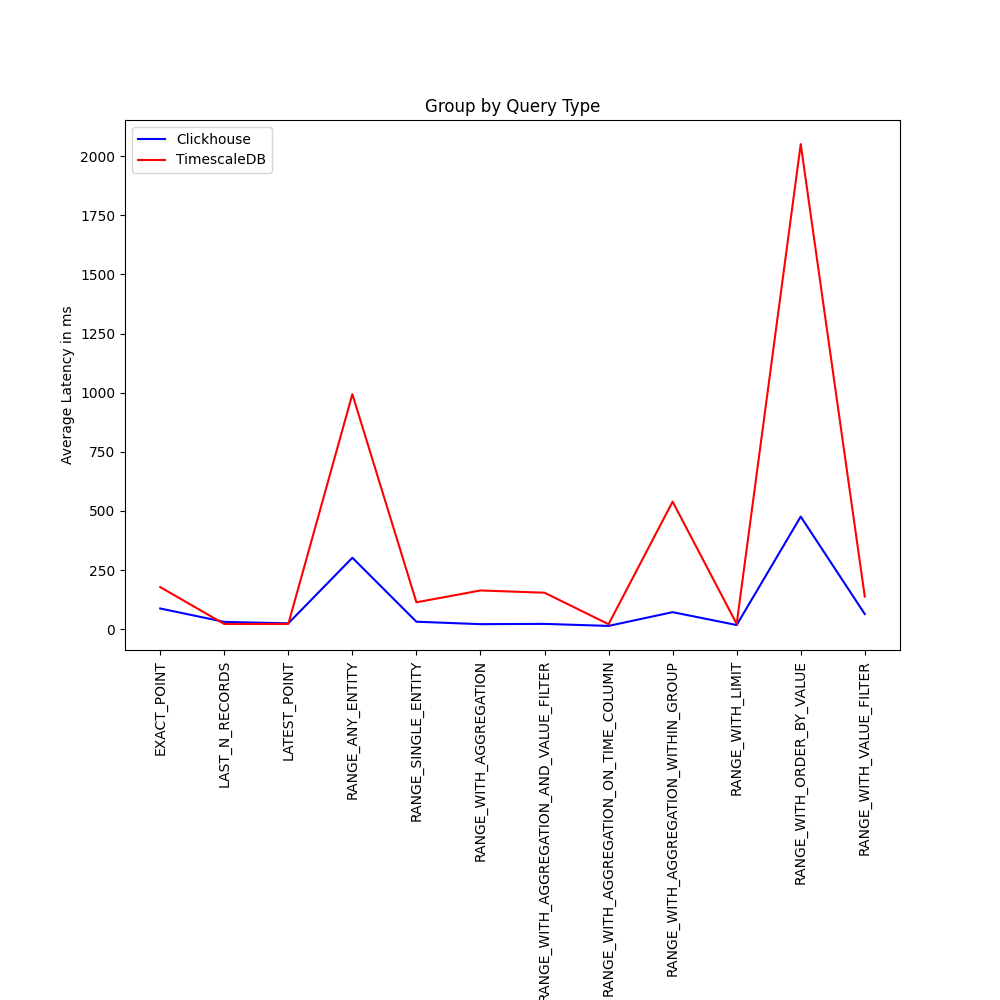 Group by Query Type
Clickhouse
TimescaleDB
Average Latency in ms
2000
1750
1500
1250
1000
750
500
250
0
EXACT_POINT
LAST_N_RECORDS
LATEST_POINT
RANGE_ANY_ENTITY
RANGE_SINGLE_ENTITY
RANGE_WITH_AGGREGATION
RANGE_WITH_AGGREGATION_AND_VALUE_FILTER
RANGE_WITH_AGGREGATION_ON_TIME_COLUMN
RANGE_WITH_AGGREGATION_WITHIN_GROUP
RANGE_WITH_LIMIT
RANGE_WITH_ORDER_BY_VALUE
RANGE_WITH_VALUE_FILTER